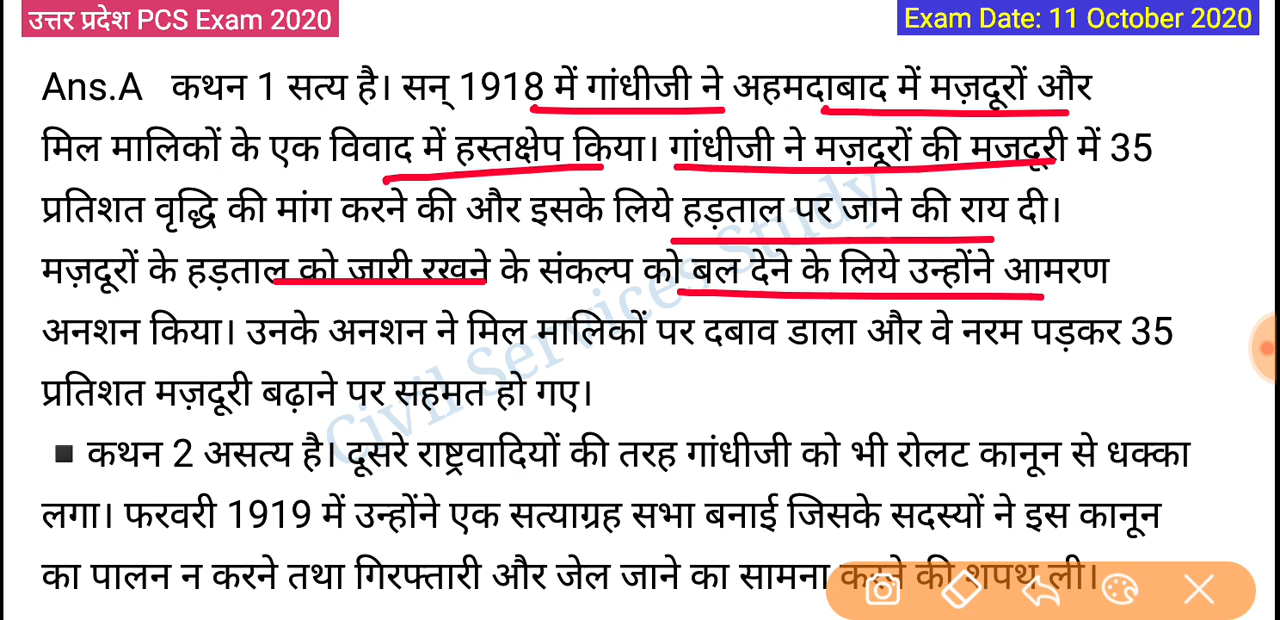 उत्तर प्रदेश PCS Exam 2020
Exam Date: 11 October 2020
Ans.A कथन 1 सत्य है। सन् 1918 में गांधीजी ने अहमदाबाद में मज़दूरों और
मिल मालिकों के एक विवाद में हस्तक्षेप किया। गांधीजी ने मज़दूरों की मजदूरी में 35
प्रतिशत वृद्धि की मांग करने की और इसके लिये हड़ताल पर जाने की राय दी।
मज़दूरों के हड़ताल को जारी रखने के संकल्प को बल देने के लिये उन्होंने आमरण
अनशन किया। उनके अनशन ने मिल मालिकों पर दबाव डाला और वे नरम पड़कर 35
प्रतिशत मज़दूरी बढ़ाने पर सहमत हो गए।
▪ कथन 2 असत्य है। दूसरे राष्ट्रवादियों की तरह गांधीजी को भी रोलट कानून से धक्का
लगा। फरवरी 1919 में उन्होंने एक सत्याग्रह सभा बनाई जिसके सदस्यों ने इस कानून
का पालन न करने तथा गिरफ्तारी और जेल जाने का सामना करने की शपथ ली।
Civil Services Study